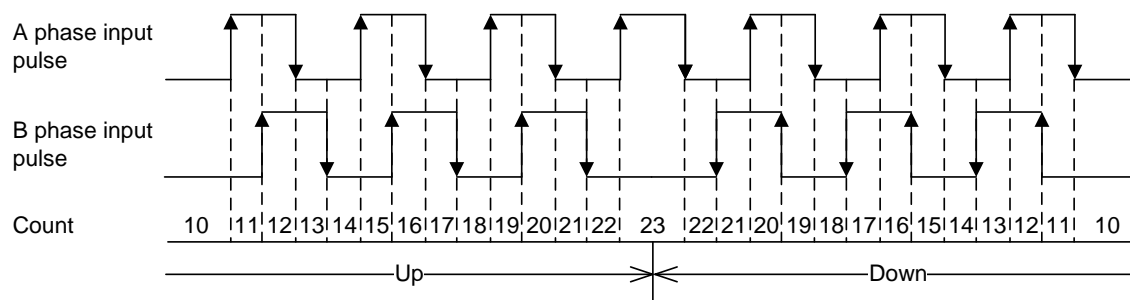 A phase input
pulse
B phase input
pulse
Count 10 11 12 13 14 15 16 17 18 19 20 21 22 23 22 21 20 19 18 17 16 15 14 13 12 11 10
Up Down